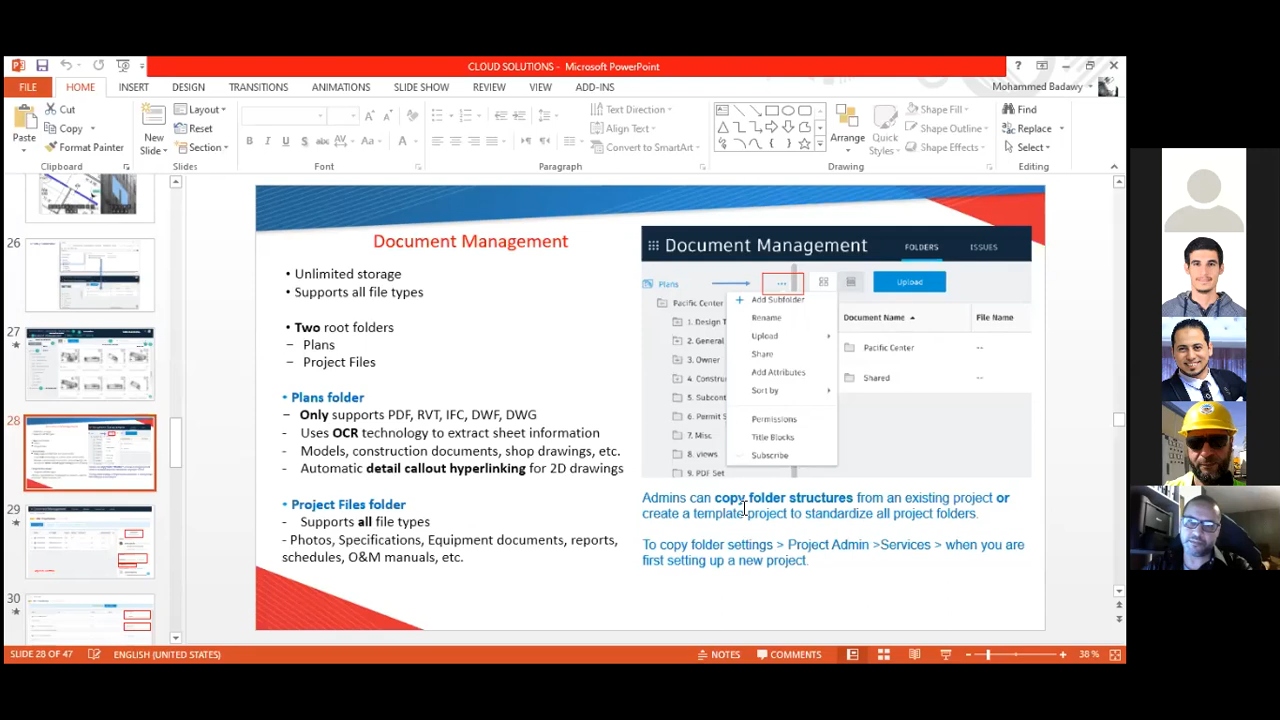 CLOUD SOLUTIONS - Microsoft PowerPoint
?
FILE
HOME
INSERT
DESIGN
TRANSITIONS
ANIMATIONS
SLIDE SHOW
REVIEW
VIEW
ADD-INS
Mohammed Badawy
Paste
Cut
Copy
Format Painter
Clipboard
New
Slide
Layout
Reset
Section
Slides
B I U S abc AV Aa A
Font
Text Direction
Align Text
Convert to SmartArt
Paragraph
Arrange
Quick
Styles
Shape Fill
Shape Outline
Shape Effects
Drawing
Find
Replace
Select
Editing
26
27
28
29
30
Document Management
• Unlimited storage
• Supports all file types
• Two root folders
– Plans
– Project Files
• Plans folder
– Only supports PDF, RVT, IFC, DWF, DWG
- Uses OCR technology to extract sheet information
- Models, construction documents, shop drawings, etc.
- Automatic detail callout hyperlinking for 2D drawings
• Project Files folder
- Supports all file types
- Photos, Specifications, Equipment documents, reports,
schedules, O&M manuals, etc.
Document Management
FOLDERS
ISSUES
Plans
...
Upload
Pacific Center
1. Design T
2. General
3. Owner
4. Constru
5. Subcont
6. Permit S
7. Misc
8. views
9. PDF Set
+ Add Subfolder
Rename
Upload
Share
Add Attributes
Sort by
Permissions
Title Blocks
Subscribe
Document Name
File Name
Pacific Center
--
Shared
--
Admins can copy folder structures from an existing project or
create a template project to standardize all project folders.
To copy folder settings > Project Admin >Services > when you are
first setting up a new project.
SLIDE 28 OF 47
ENGLISH (UNITED STATES)
NOTES
COMMENTS
38 %